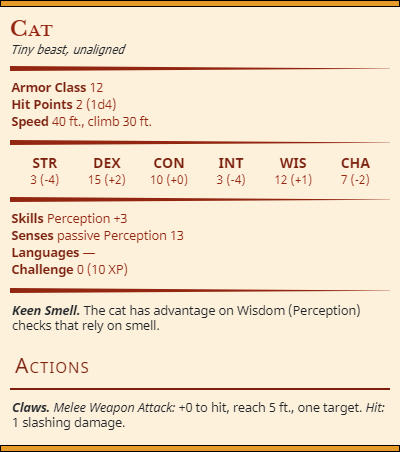 Cat
Tiny beast, unaligned
Armor Class 12
Hit Points 2 (1d4)
Speed 40 ft., climb 30 ft.
STR DEX CON INT WIS CHA
3 (-4) 15 (+2) 10 (+0) 3 (-4) 12 (+1) 7 (-2)
Skills Perception +3
Senses passive Perception 13
Languages —
Challenge 0 (10 XP)
Keen Smell. The cat has advantage on Wisdom (Perception)
checks that rely on smell.
Actions
Claws. Melee Weapon Attack: +0 to hit, reach 5 ft., one target. Hit:
1 slashing damage.